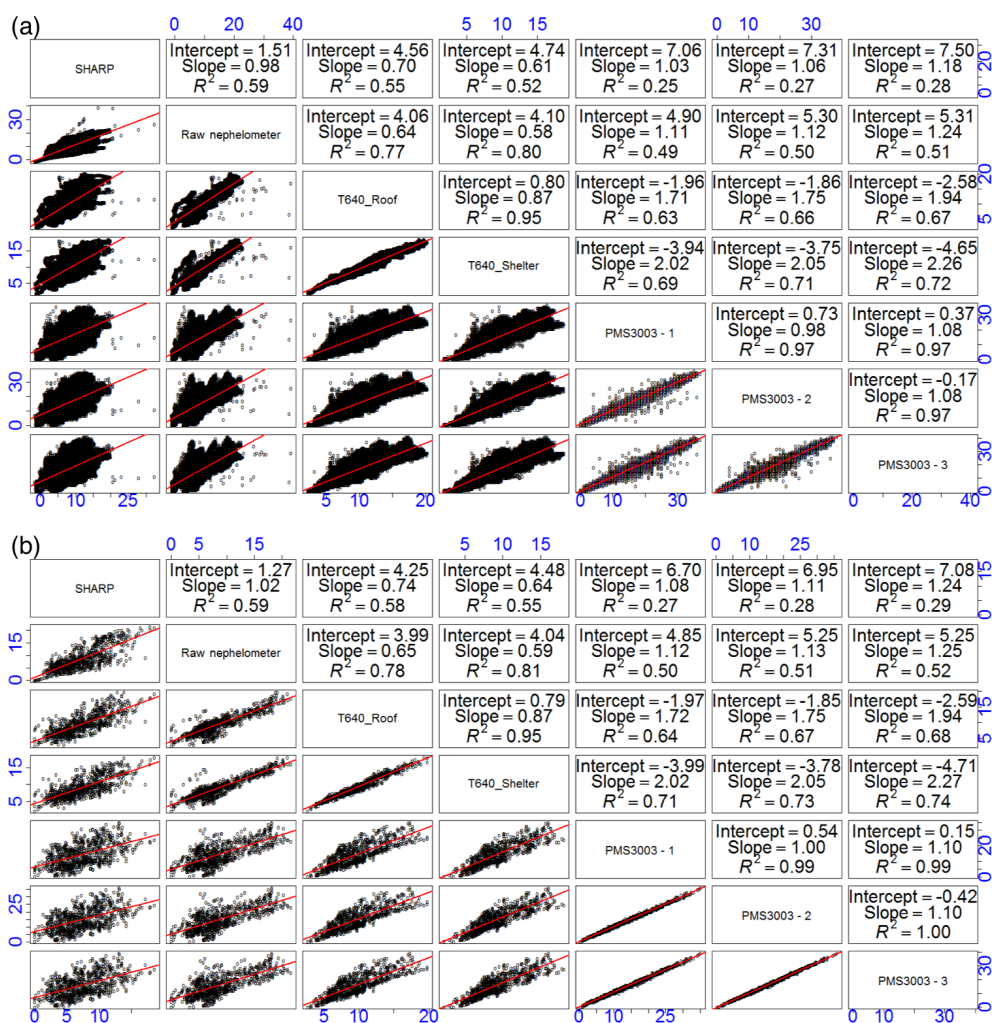 (a)
0 20 40 5 10 15 0 20 40
SHARP
Intercept = 1.51
Slope = 0.98
R² = 0.59
Intercept = 4.56
Slope = 0.70
R² = 0.55
Intercept = 4.74
Slope = 0.61
R² = 0.52
Intercept = 7.06
Slope = 1.03
R² = 0.25
Intercept = 7.31
Slope = 1.06
R² = 0.27
Intercept = 7.50
Slope = 1.18
R² = 0.28
0 20
0 30
Raw nephelometer
Intercept = 4.06
Slope = 0.64
R² = 0.77
Intercept = 4.10
Slope = 0.58
R² = 0.80
Intercept = 4.90
Slope = 1.11
R² = 0.49
Intercept = 5.30
Slope = 1.12
R² = 0.50
Intercept = 5.31
Slope = 1.24
R² = 0.51
T640_Roof
Intercept = 0.80
Slope = 0.87
R² = 0.95
Intercept = -1.96
Slope = 1.71
R² = 0.63
Intercept = -1.86
Slope = 1.75
R² = 0.66
Intercept = -2.58
Slope = 1.94
R² = 0.67
5 20
5 15
T640_Shelter
Intercept = -3.94
Slope = 2.02
R² = 0.69
Intercept = -3.75
Slope = 2.05
R² = 0.71
Intercept = -4.65
Slope = 2.26
R² = 0.72
PMS3003 - 1
Intercept = 0.73
Slope = 0.98
R² = 0.97
Intercept = 0.37
Slope = 1.08
R² = 0.97
0 30
0 30
PMS3003 - 2
Intercept = -0.17
Slope = 1.08
R² = 0.97
PMS3003 - 3
0 30
0 10 25 5 10 20 0 10 30 0 10 20 30 40
(b)
0 5 15 5 10 15 0 10 25
SHARP
Intercept = 1.27
Slope = 1.02
R² = 0.59
Intercept = 4.25
Slope = 0.74
R² = 0.58
Intercept = 4.48
Slope = 0.64
R² = 0.55
Intercept = 6.70
Slope = 1.08
R² = 0.27
Intercept = 6.95
Slope = 1.11
R² = 0.28
Intercept = 7.08
Slope = 1.24
R² = 0.29
0 15
0 15
Raw nephelometer
Intercept = 3.99
Slope = 0.65
R² = 0.78
Intercept = 4.04
Slope = 0.59
R² = 0.81
Intercept = 4.85
Slope = 1.12
R² = 0.50
Intercept = 5.25
Slope = 1.13
R² = 0.51
Intercept = 5.25
Slope = 1.25
R² = 0.52
T640_Roof
Intercept = 0.79
Slope = 0.87
R² = 0.95
Intercept = -1.97
Slope = 1.72
R² = 0.64
Intercept = -1.85
Slope = 1.75
R² = 0.67
Intercept = -2.59
Slope = 1.94
R² = 0.68
5 15
5 15
T640_Shelter
Intercept = -3.99
Slope = 2.02
R² = 0.71
Intercept = -3.78
Slope = 2.05
R² = 0.73
Intercept = -4.71
Slope = 2.27
R² = 0.74
PMS3003 - 1
Intercept = 0.54
Slope = 1.00
R² = 0.99
Intercept = 0.15
Slope = 1.10
R² = 0.99
0 20
0 25
PMS3003 - 2
Intercept = -0.42
Slope = 1.10
R² = 1.00
PMS3003 - 3
0 30
0 5 10 5 10 20 0 10 25 0 10 20 40